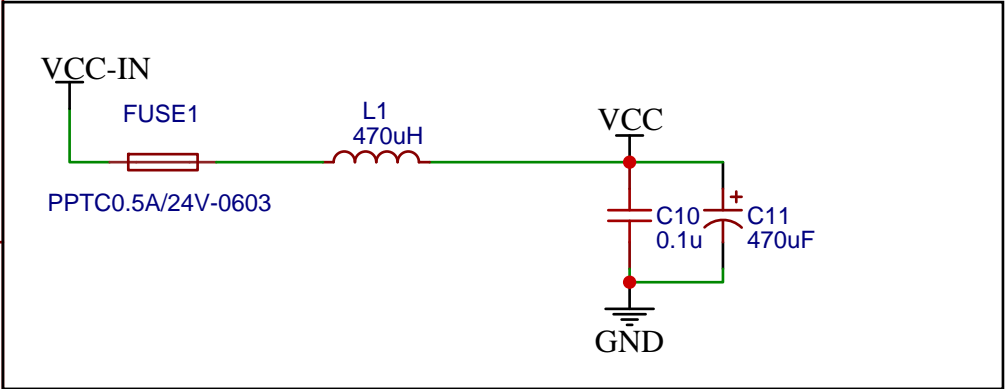 VCC-IN
FUSE1
PPTC0.5A/24V-0603
L1
470uH
VCC
C10
0.1u
+
C11
470uF
GND